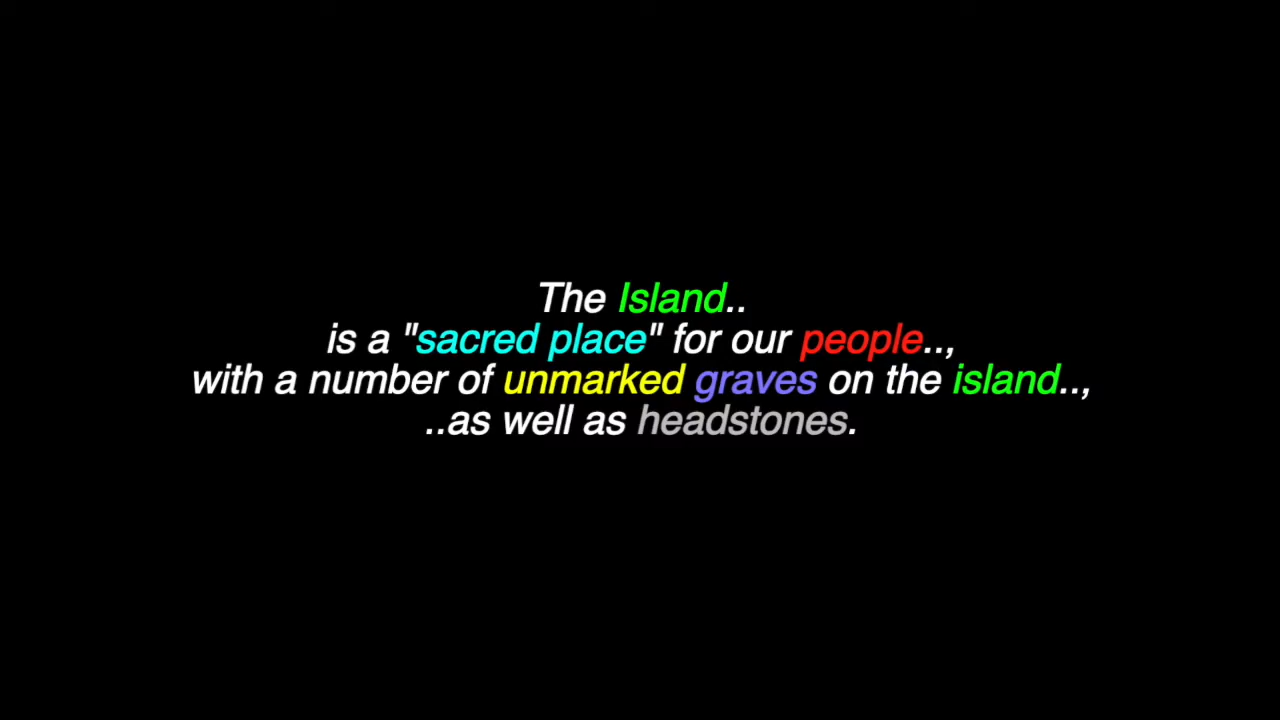 The Island..
is a "sacred place" for our people..,
with a number of unmarked graves on the island..,
..as well as headstones.